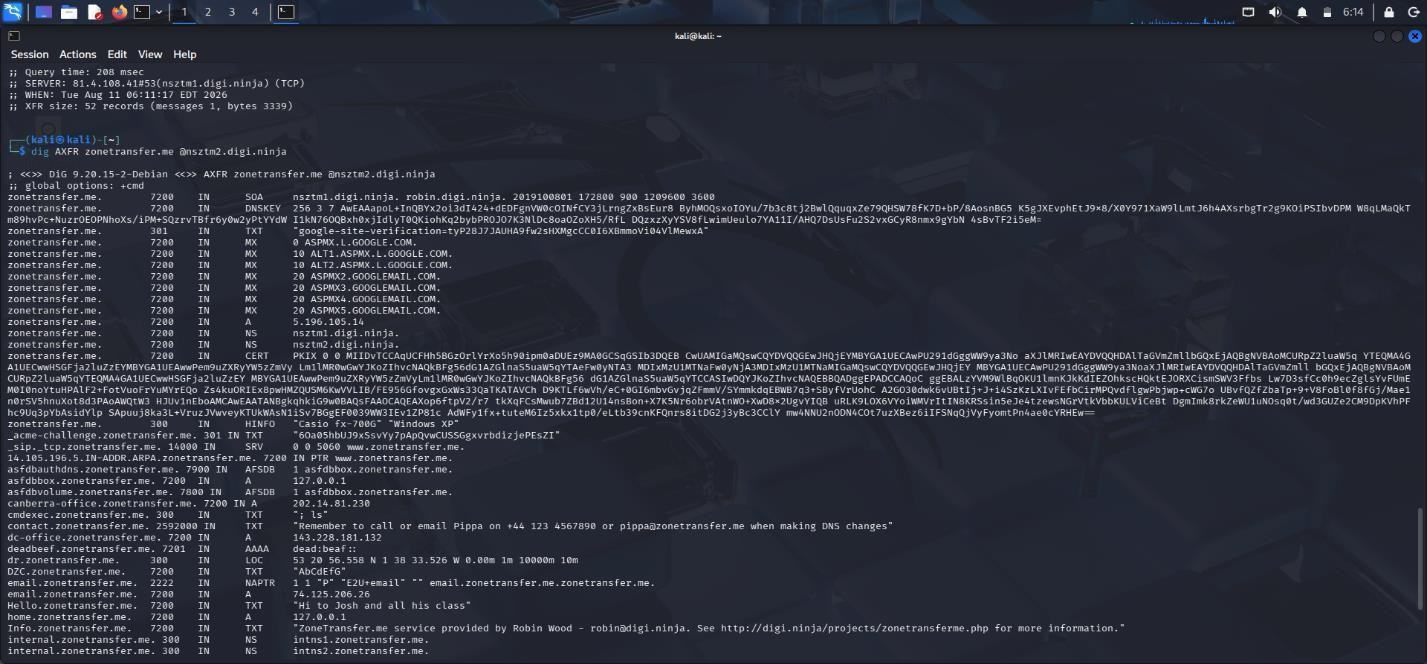 1 2 3 4
6:14
kali@kali: ~
Session Actions Edit View Help
;; Query time: 208 msec
;; SERVER: 81.4.108.41#53(nsztm1.digi.ninja) (TCP)
;; WHEN: Tue Aug 11 06:11:17 EDT 2026
;; XFR size: 52 records (messages 1, bytes 3339)
(kali㉿kali)-[~]
$ dig AXFR zonetransfer.me @nsztm2.digi.ninja
; <<>> DiG 9.20.15-2-Debian <<>> AXFR zonetransfer.me @nsztm2.digi.ninja
;; global options: +cmd
zonetransfer.me. 7200 IN SOA nsztm1.digi.ninja. robin.digi.ninja. 2019100801 172800 900 1209600 3600
zonetransfer.me. 7200 IN DNSKEY 256 3 7
zonetransfer.me. 301 IN TXT "google-site-verification=tyP28J7JAUHA9fw2sHXMgcCC0I6XBmmoVi04VlMewxA"
zonetransfer.me. 7200 IN MX 0 ASPMX.L.GOOGLE.COM.
zonetransfer.me. 7200 IN MX 10 ALT1.ASPMX.L.GOOGLE.COM.
zonetransfer.me. 7200 IN MX 10 ALT2.ASPMX.L.GOOGLE.COM.
zonetransfer.me. 7200 IN MX 20 ASPMX2.GOOGLEMAIL.COM.
zonetransfer.me. 7200 IN MX 20 ASPMX3.GOOGLEMAIL.COM.
zonetransfer.me. 7200 IN MX 20 ASPMX4.GOOGLEMAIL.COM.
zonetransfer.me. 7200 IN MX 20 ASPMX5.GOOGLEMAIL.COM.
zonetransfer.me. 7200 IN A 5.196.105.14
zonetransfer.me. 7200 IN NS nsztm1.digi.ninja.
zonetransfer.me. 7200 IN NS nsztm2.digi.ninja.
zonetransfer.me. 7200 IN CERT PKIX 0 0
zonetransfer.me. 300 IN HINFO "Casio fx-700G" "Windows XP"
_acme-challenge.zonetransfer.me. 301 IN TXT "6Oa05hbUJ9xSsvYy7pApQvwCUSSGgxvrbdizjePEsZI"
_sip._tcp.zonetransfer.me. 14000 IN SRV 0 0 5060 www.zonetransfer.me.
14.105.196.5.IN-ADDR.ARPA.zonetransfer.me. 7200 IN PTR www.zonetransfer.me.
asfdbauthdns.zonetransfer.me. 7900 IN AFSDB 1 asfdbbox.zonetransfer.me.
asfdbbox.zonetransfer.me. 7200 IN A 127.0.0.1
asfdbvolume.zonetransfer.me. 7800 IN AFSDB 1 asfdbbox.zonetransfer.me.
canberra-office.zonetransfer.me. 7200 IN A 202.14.81.230
cmdexec.zonetransfer.me. 300 IN TXT "; ls"
contact.zonetransfer.me. 2592000 IN TXT "Remember to call or email Pippa on +44 123 4567890 or pippa@zonetransfer.me when making DNS changes"
dc-office.zonetransfer.me. 7200 IN A 143.228.181.132
deadbeef.zonetransfer.me. 7201 IN AAAA dead:beaf::
dr.zonetransfer.me. 300 IN LOC 53 20 56.558 N 1 38 33.526 W 0.00m 1m 10000m 10m
DZC.zonetransfer.me. 7200 IN TXT "AbCdEfG"
email.zonetransfer.me. 2222 IN NAPTR 1 1 "P" "E2U+email" "" email.zonetransfer.me.zonetransfer.me.
email.zonetransfer.me. 7200 IN A 74.125.206.26
Hello.zonetransfer.me. 7200 IN TXT "Hi to Josh and all his class"
home.zonetransfer.me. 7200 IN A 127.0.0.1
Info.zonetransfer.me. 7200 IN TXT "ZoneTransfer.me service provided by Robin Wood - robin@digi.ninja. See http://digi.ninja/projects/zonetransferme.php for more information."
internal.zonetransfer.me. 300 IN NS intns1.zonetransfer.me.
internal.zonetransfer.me. 300 IN NS intns2.zonetransfer.me.